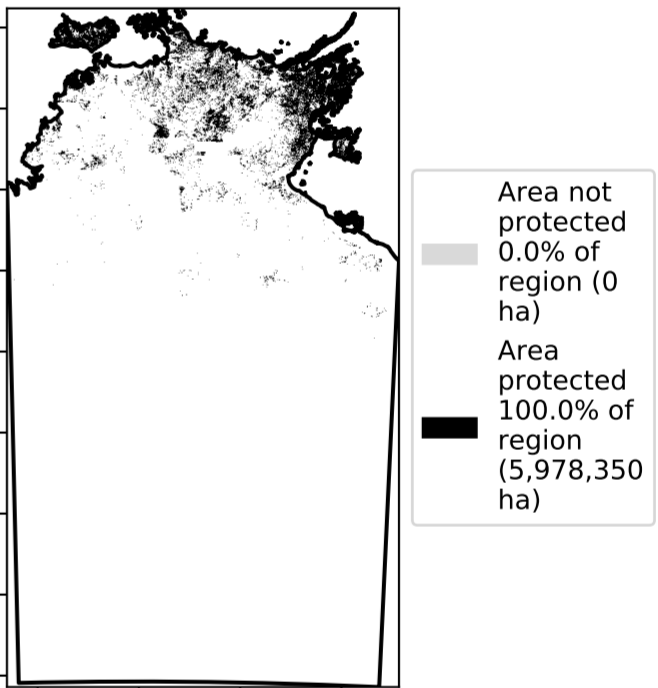 Area not
protected
0.0% of
region (0
ha)
Area
protected
100.0% of
region
(5,978,350
ha)